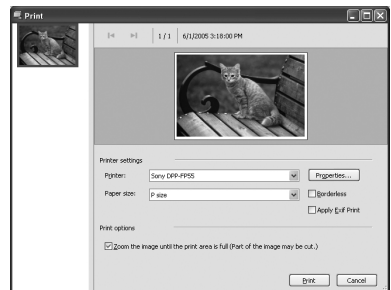 Print
1 / 1 6/1/2005 3:18:00 PM
Printer settings
Printer: Sony DPP-FP55 Properties...
Paper size: P size Borderless
Apply Exif Print
Print options
Zoom the image until the print area is full (Part of the image may be cut.)
Print Cancel